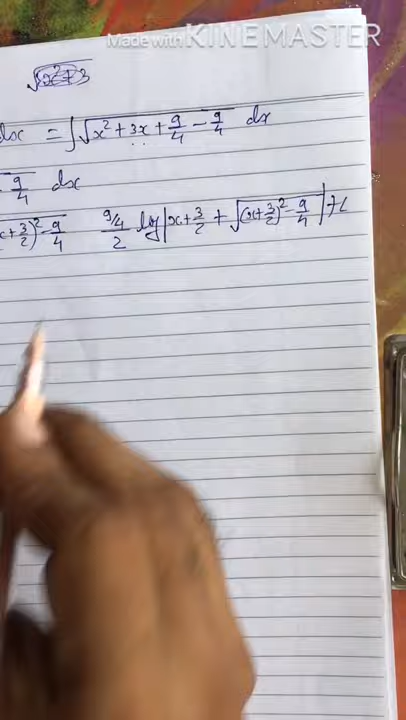 Made with KINEMASTER
√x²+3
dx = ∫√x² + 3x + 9/4 − 9/4 dx
− 9/4 dx
x + 3/2)² − 9/4 9/4/2 log|x + 3/2 + √(x + 3/2)² − 9/4| + c